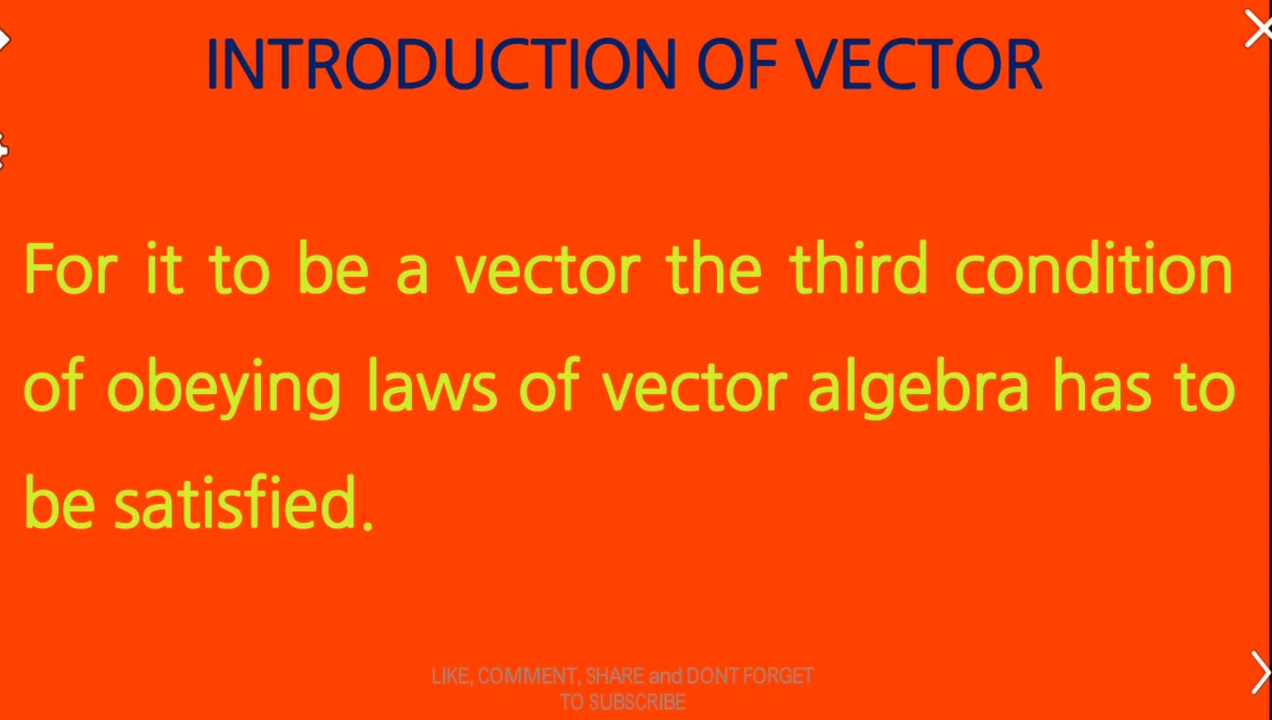 INTRODUCTION OF VECTOR
For it to be a vector the third condition
of obeying laws of vector algebra has to
be satisfied.
LIKE, COMMENT, SHARE and DONT FORGET
TO SUBSCRIBE